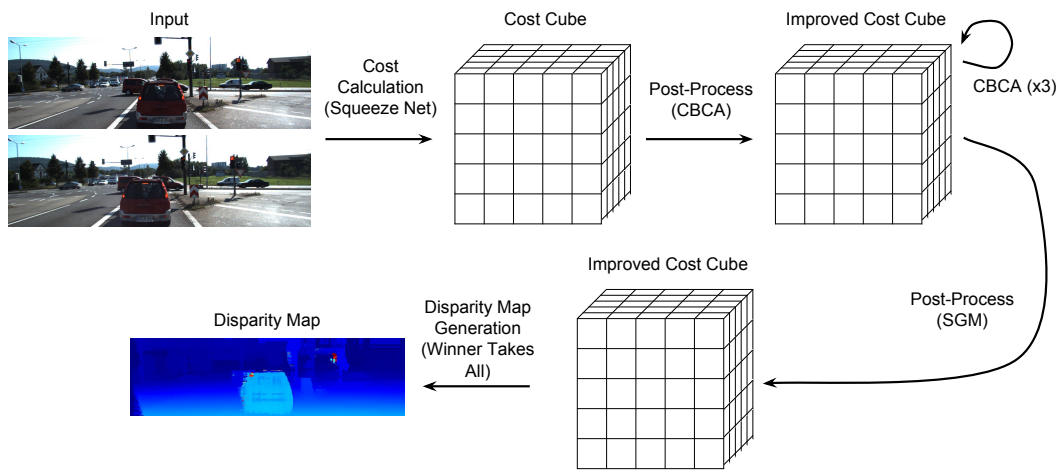 Input
Cost Cube
Improved Cost Cube
Cost
Calculation
(Squeeze Net)
Post-Process
(CBCA)
CBCA (x3)
Improved Cost Cube
Post-Process
(SGM)
Disparity Map
Generation
(Winner Takes
All)
Disparity Map